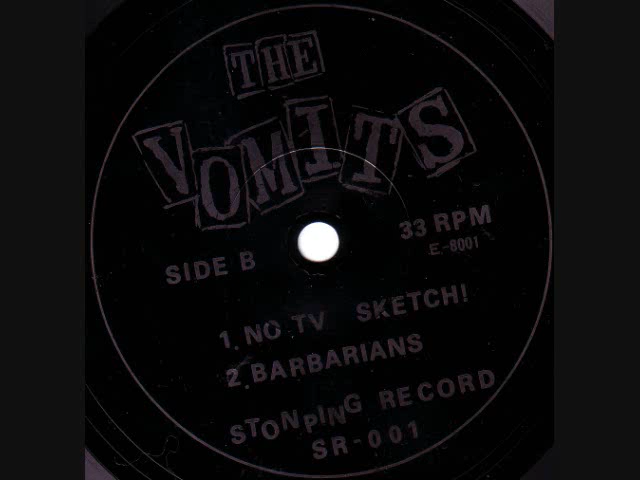 THE
VOMITS
33 RPM
E-8001
SIDE B
1. NO TV SKETCH!
2. BARBARIANS
STONPING RECORD
SR-001